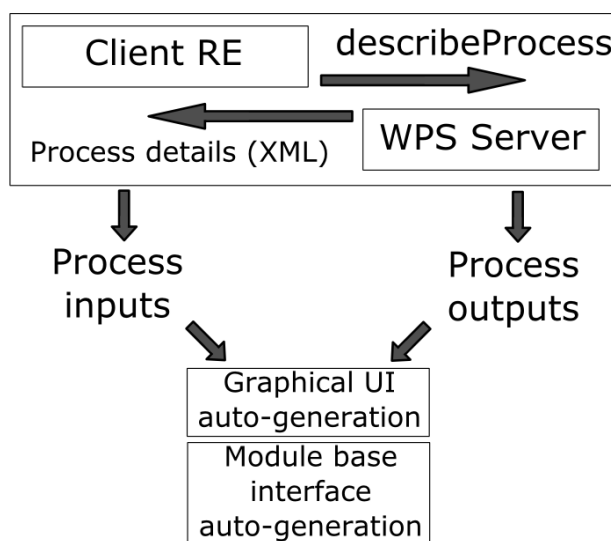 Client RE
describeProcess
Process details (XML)
WPS Server
Process
inputs
Process
outputs
Graphical UI
auto-generation
Module base
interface
auto-generation